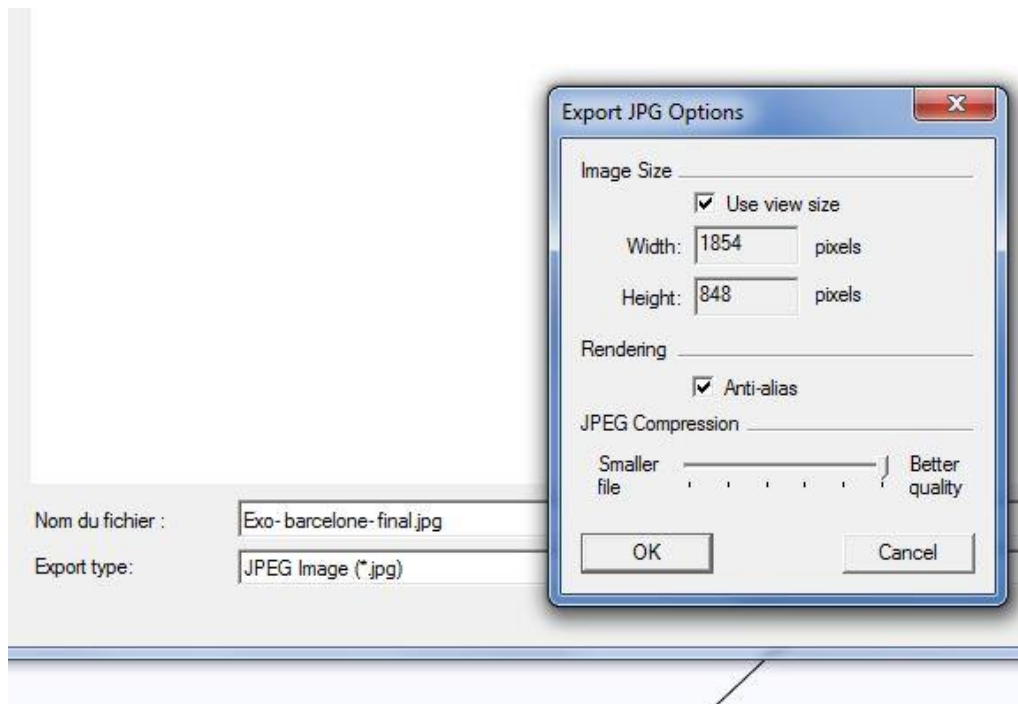 Export JPG Options
Image Size
Use view size
Width: 1854 pixels
Height: 848 pixels
Rendering
Anti-alias
JPEG Compression
Smaller file
Better quality
OK
Cancel
Nom du fichier : Exo-barcelone-final.jpg
Export type: JPEG Image (*.jpg)